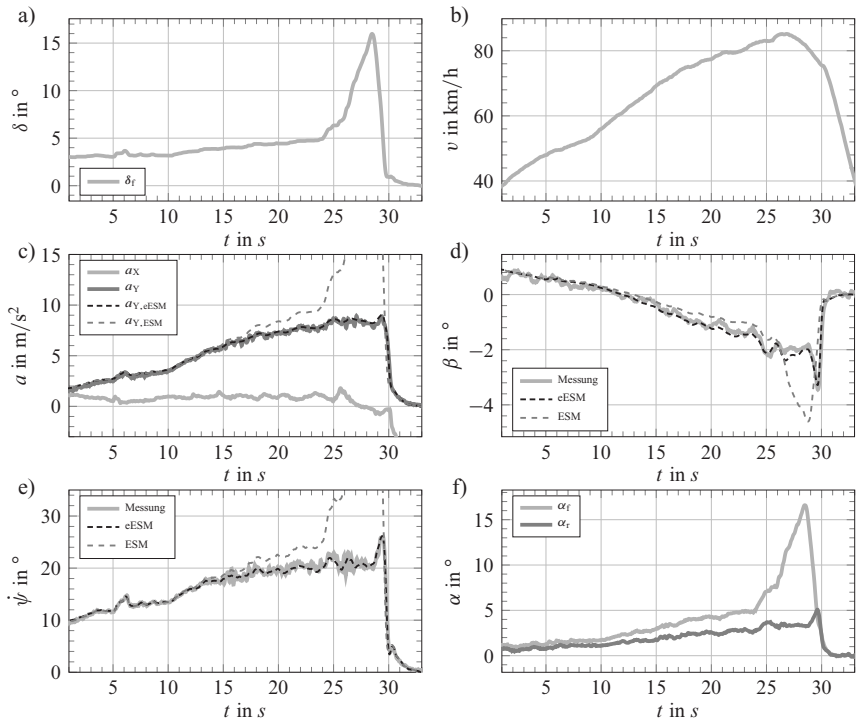 a)
δ in °
15
10
5
0
δf
5 10 15 20 25 30
t in s
b)
v in km/h
80
60
40
5 10 15 20 25 30
t in s
c)
a in m/s²
15
10
5
0
aX
aY
aY,eESM
aY,ESM
5 10 15 20 25 30
t in s
d)
β in °
0
−2
−4
Messung
eESM
ESM
5 10 15 20 25 30
t in s
e)
ψ̇ in °
30
20
10
0
Messung
eESM
ESM
5 10 15 20 25 30
t in s
f)
α in °
15
10
5
0
αf
αr
5 10 15 20 25 30
t in s